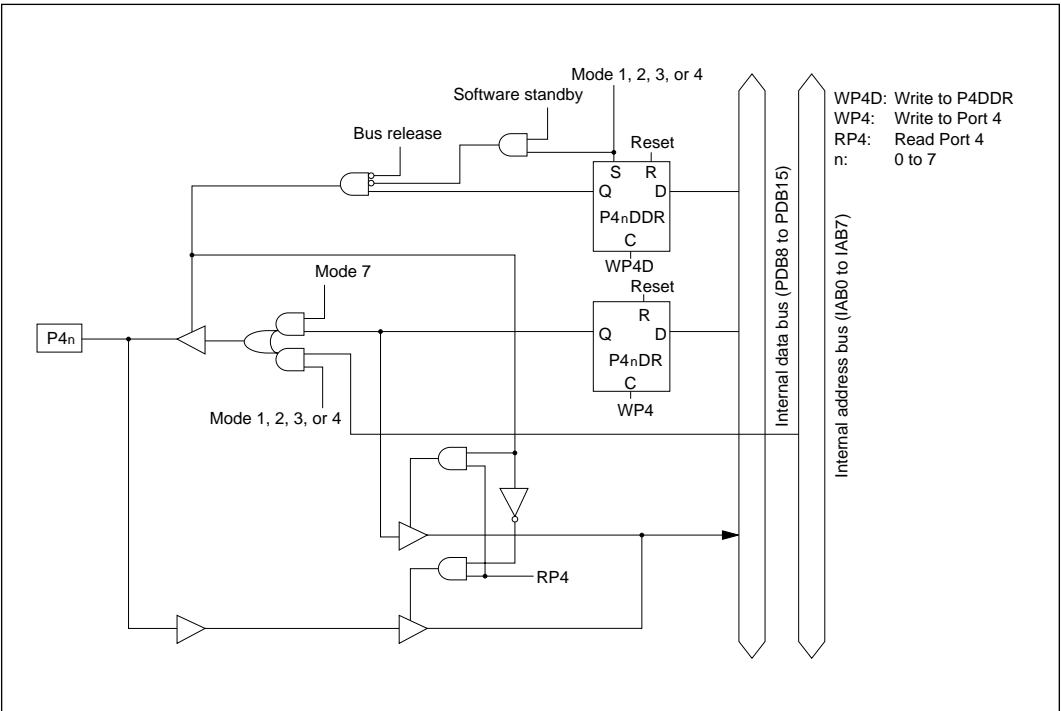 Mode 1, 2, 3, or 4
Software standby
Bus release
Reset
S R
Q D
P4nDDR
C
WP4D
Reset
R
Q D
P4nDR
C
WP4
Mode 7
P4n
Mode 1, 2, 3, or 4
RP4
Internal data bus (PDB8 to PDB15)
Internal address bus (IAB0 to IAB7)
WP4D: Write to P4DDR
WP4: Write to Port 4
RP4: Read Port 4
n: 0 to 7